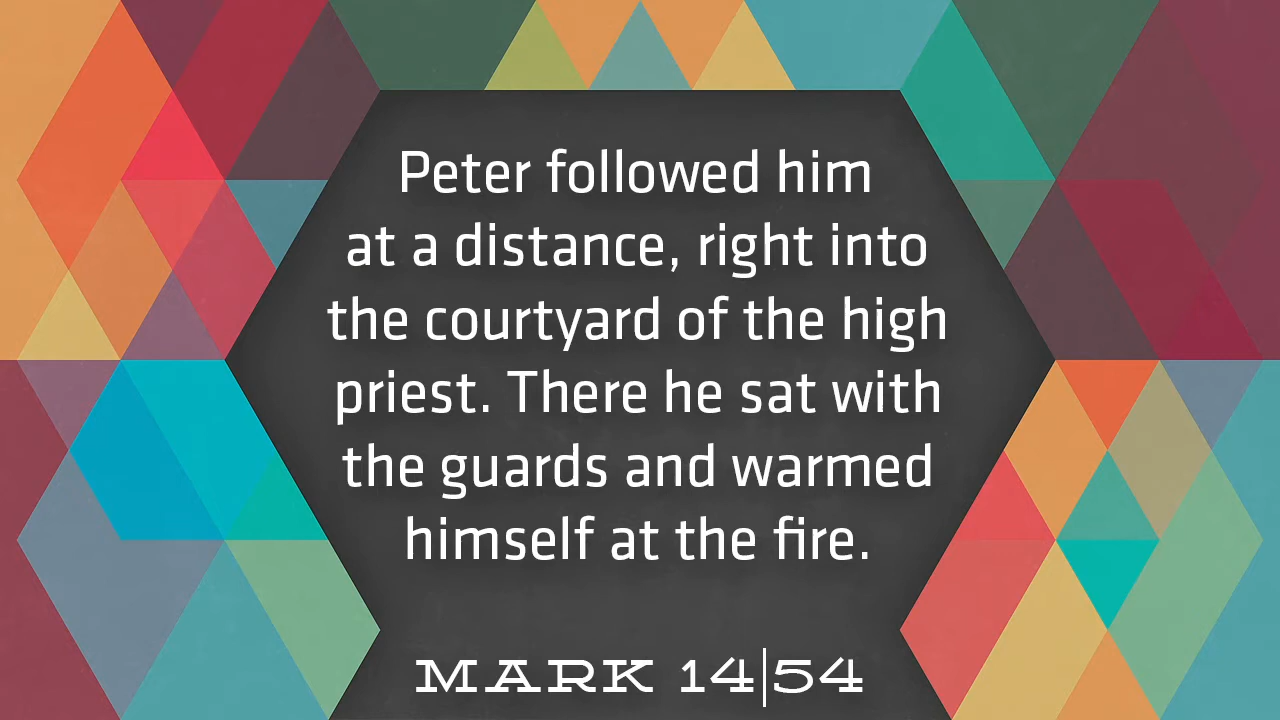 Peter followed him
at a distance, right into
the courtyard of the high
priest. There he sat with
the guards and warmed
himself at the fire.
MARK 14|54